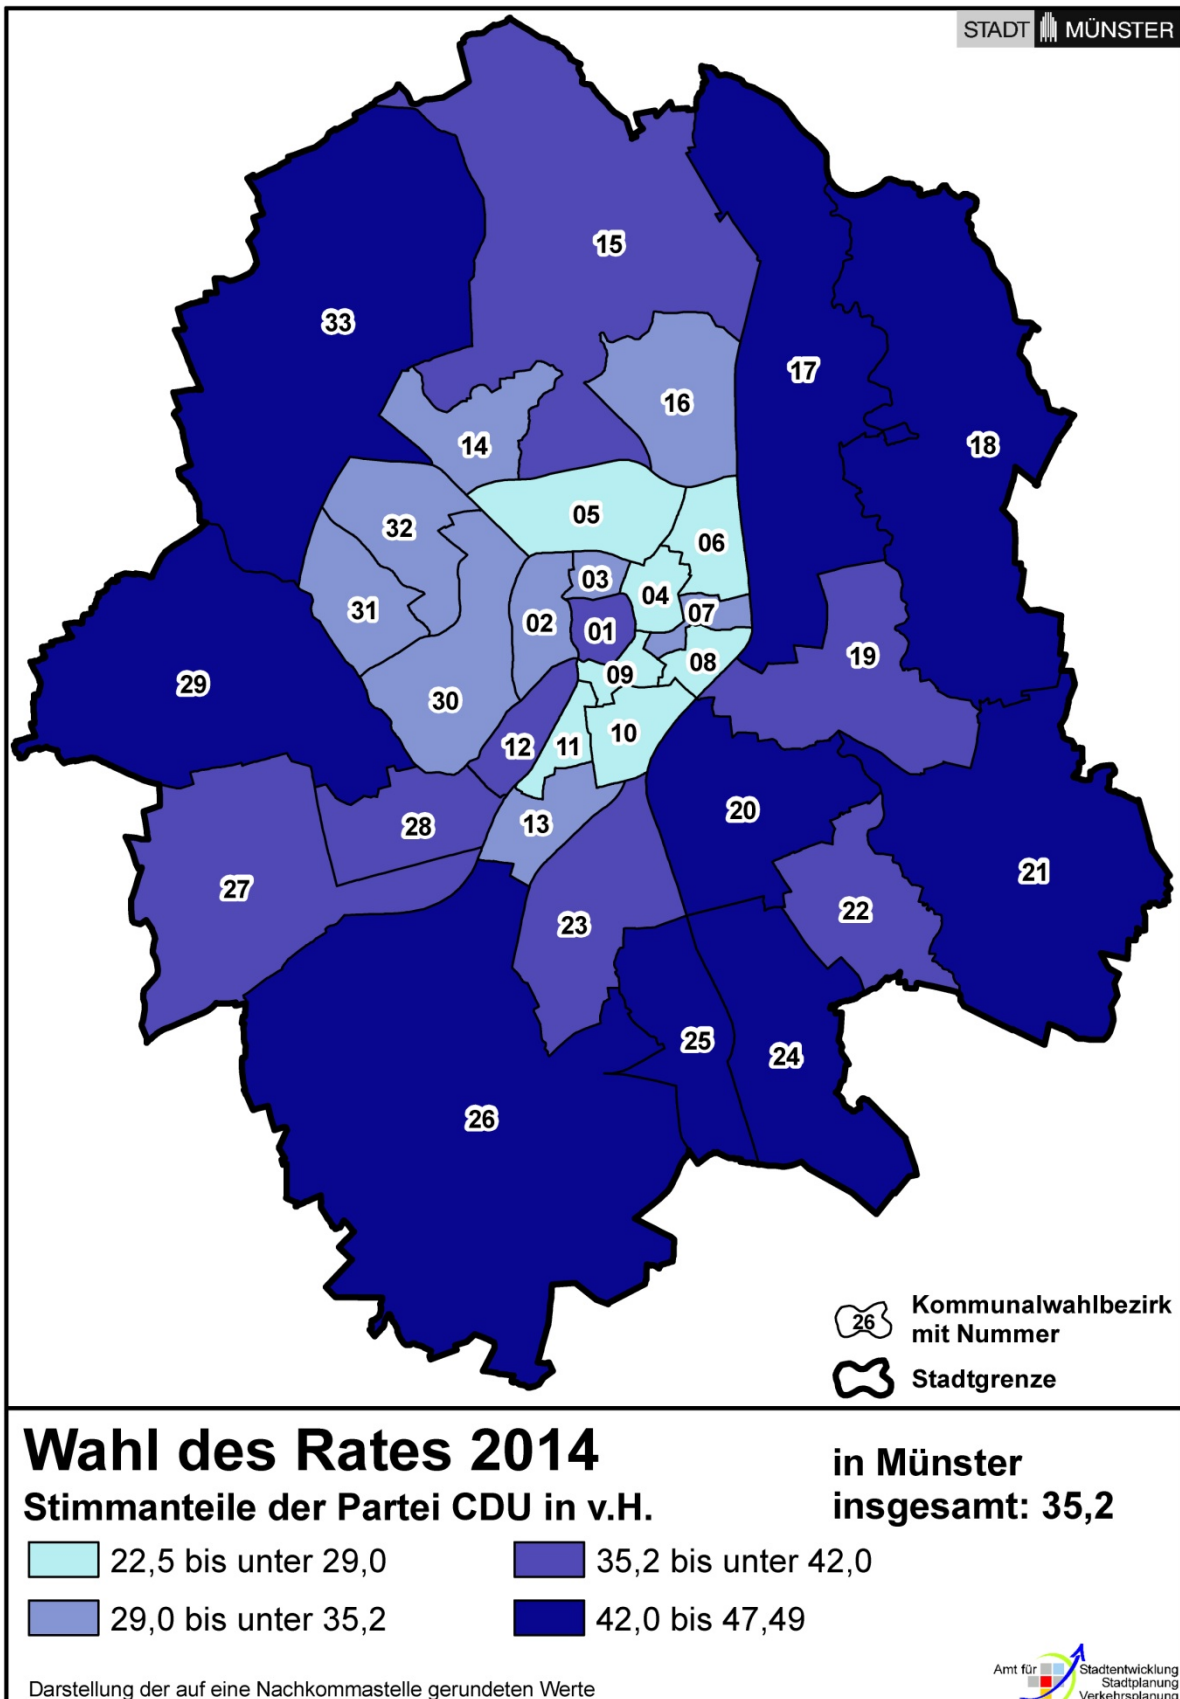 STADT MÜNSTER
15
33
17
16
18
14
05
32
06
03
04
31
02
07
01
19
08
09
29
30
10
12
11
20
28
13
21
27
22
23
25
24
26
26
Kommunalwahlbezirk
mit Nummer
Stadtgrenze
Wahl des Rates 2014
in Münster
insgesamt: 35,2
Stimmanteile der Partei CDU in v.H.
22,5 bis unter 29,0
35,2 bis unter 42,0
29,0 bis unter 35,2
42,0 bis 47,49
Darstellung der auf eine Nachkommastelle gerundeten Werte
Amt für Stadtentwicklung
Stadtplanung
Verkehrsplanung